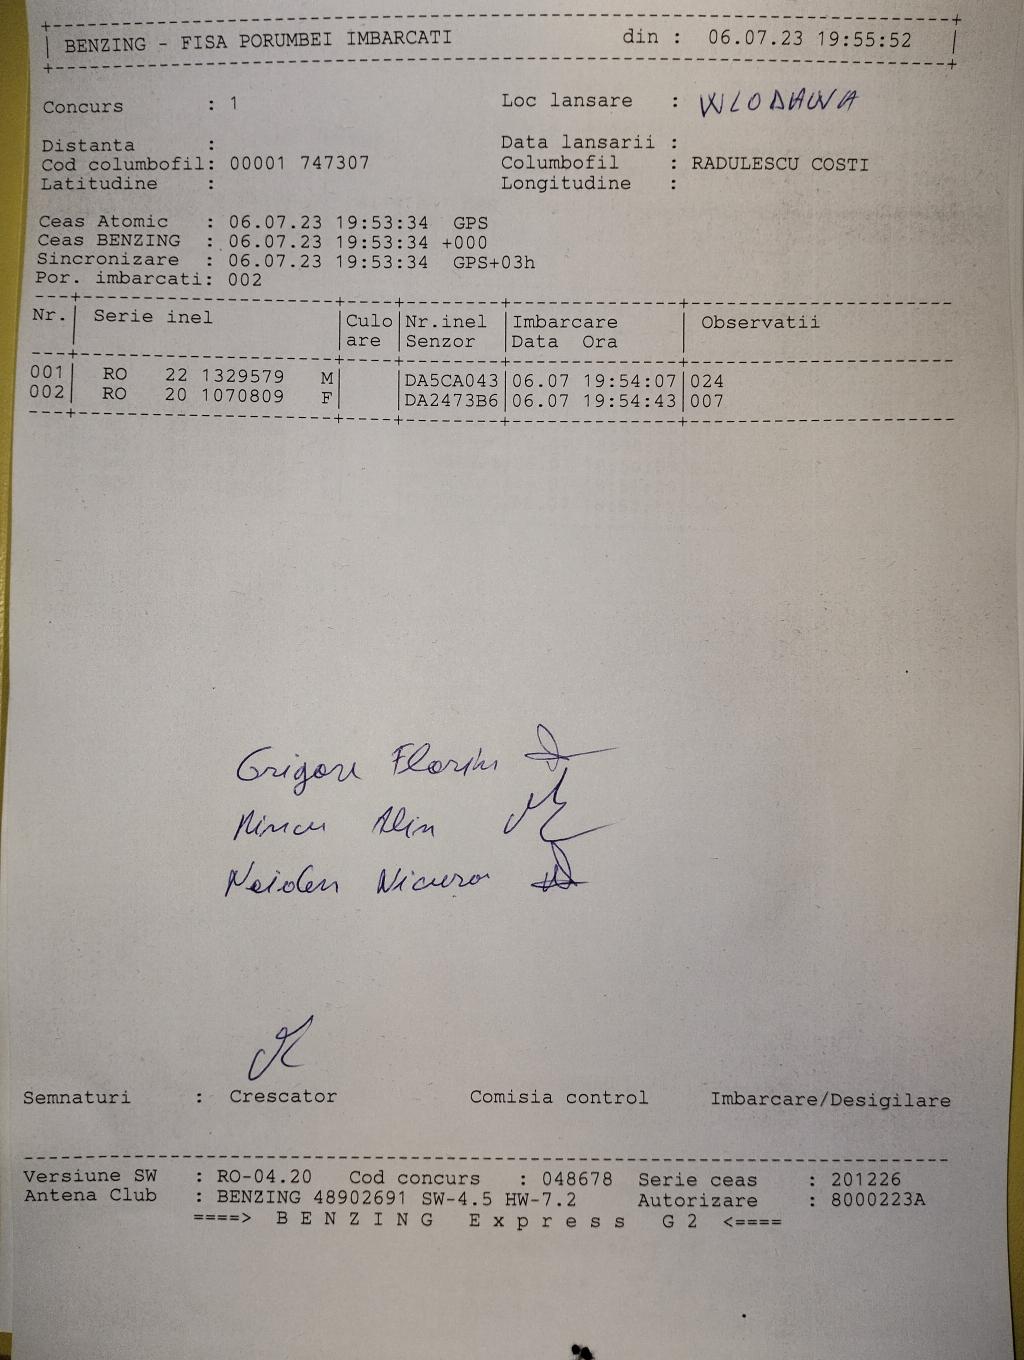 BENZING - FISA PORUMBEI IMBARCATI din : 06.07.23 19:55:52
Concurs : 1 Loc lansare : WLODAWA
Distanta : Data lansarii :
Cod columbofil: 00001 747307 Columbofil : RADULESCU COSTI
Latitudine : Longitudine :
Ceas Atomic : 06.07.23 19:53:34 GPS
Ceas BENZING : 06.07.23 19:53:34 +000
Sincronizare : 06.07.23 19:53:34 GPS+03h
Por. imbarcati: 002
Nr. Serie inel Culo Nr.inel Imbarcare Observatii
are Senzor Data Ora
001 RO 22 1329579 M DA5CA043 06.07 19:54:07 024
002 RO 20 1070809 F DA2473B6 06.07 19:54:43 007
Grigore Florin
Mincu Alin
Naiden Nicusor
Semnaturi : Crescator Comisia control Imbarcare/Desigilare
Versiune SW : RO-04.20 Cod concurs : 048678 Serie ceas : 201226
Antena Club : BENZING 48902691 SW-4.5 HW-7.2 Autorizare : 8000223A
====> B E N Z I N G E x p r e s s G 2 <====